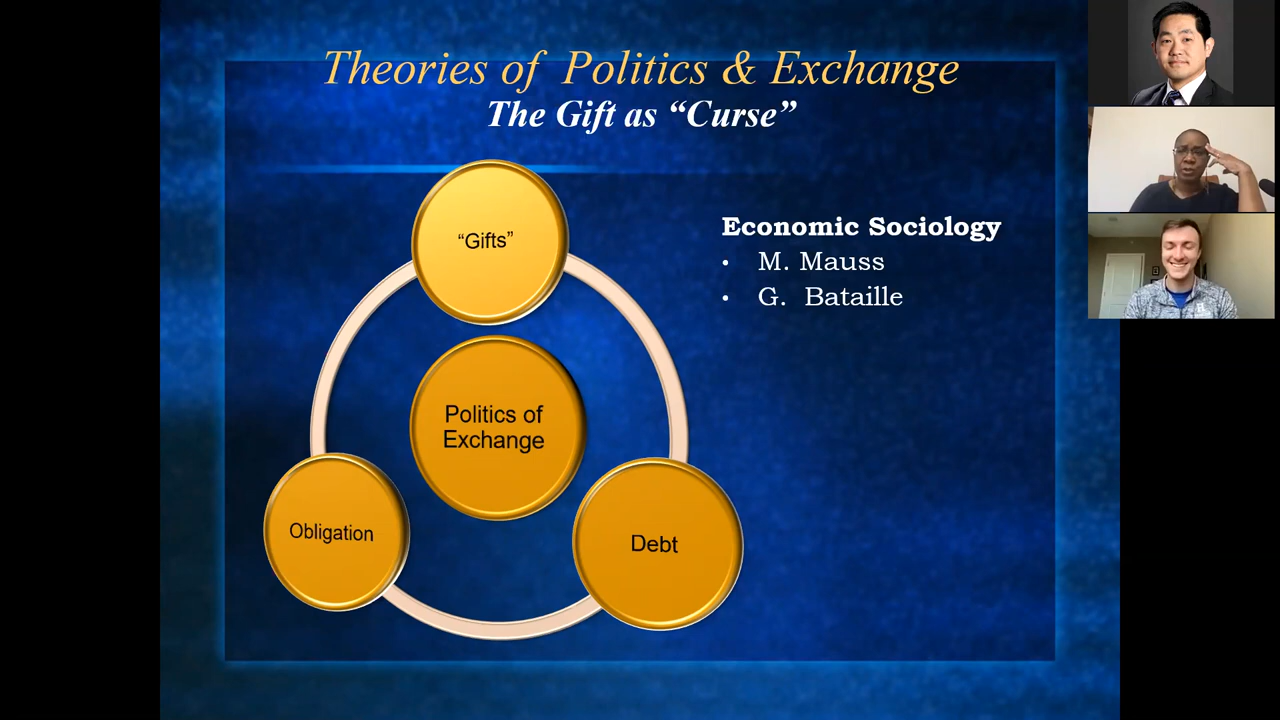 Theories of Politics & Exchange
The Gift as “Curse”
“Gifts”
Politics of
Exchange
Obligation
Debt
Economic Sociology
• M. Mauss
• G. Bataille